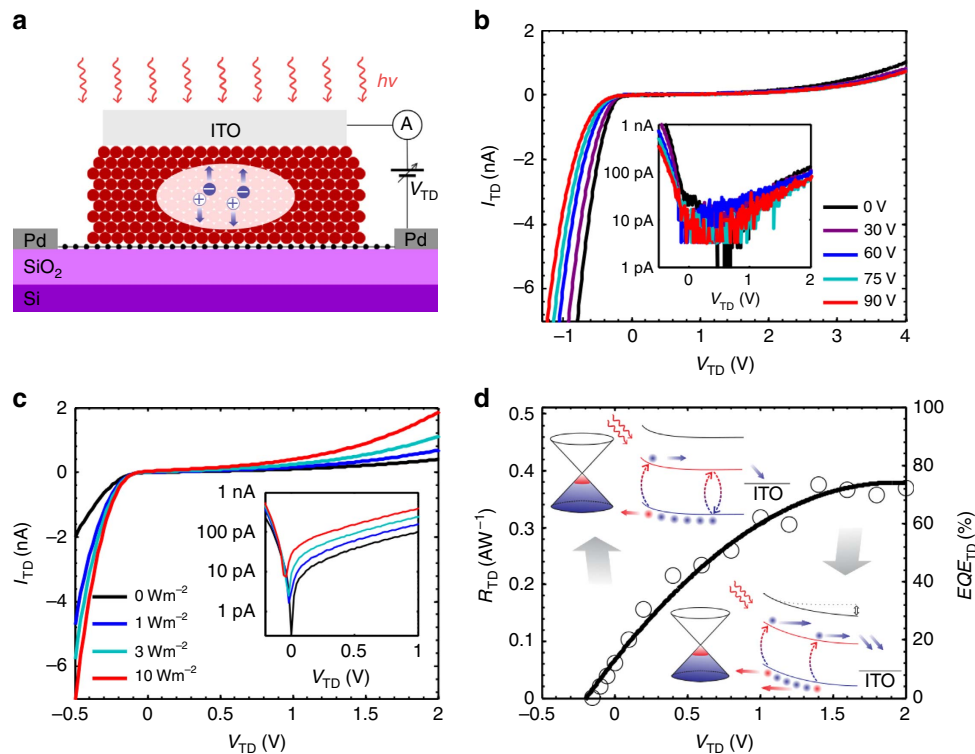 a
hν
ITO
A
V_TD
Pd
Pd
SiO₂
Si
b
2
0
−2
−4
−6
I_TD (nA)
−1
0
1
2
3
4
V_TD (V)
1 nA
100 pA
10 pA
1 pA
0
1
2
V_TD (V)
0 V
30 V
60 V
75 V
90 V
c
2
0
−2
−4
−6
I_TD (nA)
−0.5
0
0.5
1
1.5
2
V_TD (V)
1 nA
100 pA
10 pA
1 pA
0
1
V_TD (V)
0 Wm⁻²
1 Wm⁻²
3 Wm⁻²
10 Wm⁻²
d
0.5
0.4
0.3
0.2
0.1
0
R_TD (AW⁻¹)
100
80
60
40
20
0
EQE_TD (%)
−0.5
0
0.5
1
1.5
2
V_TD (V)
ITO
ITO